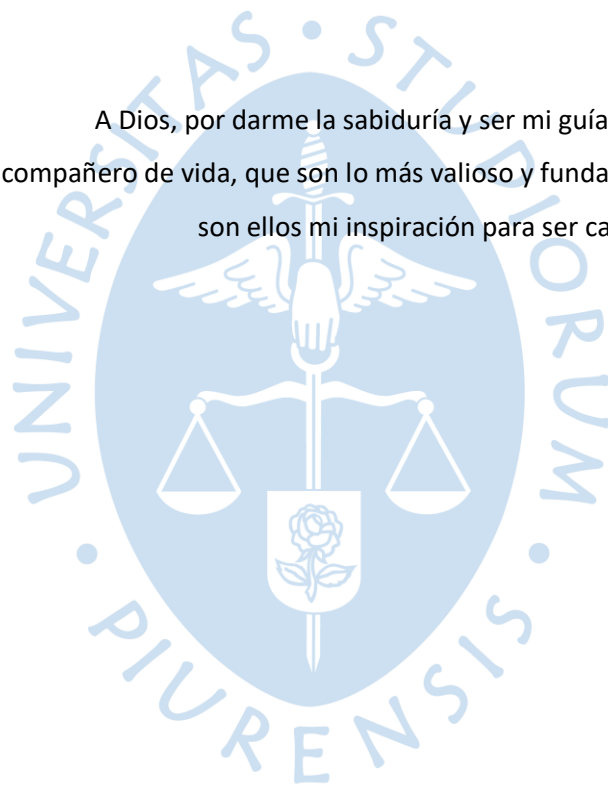 A Dios, por darme la sabiduría y ser mi guía
compañero de vida, que son lo más valioso y funda
son ellos mi inspiración para ser ca
UNIVERSITAS • STUDIORUM • PIURENSIS •